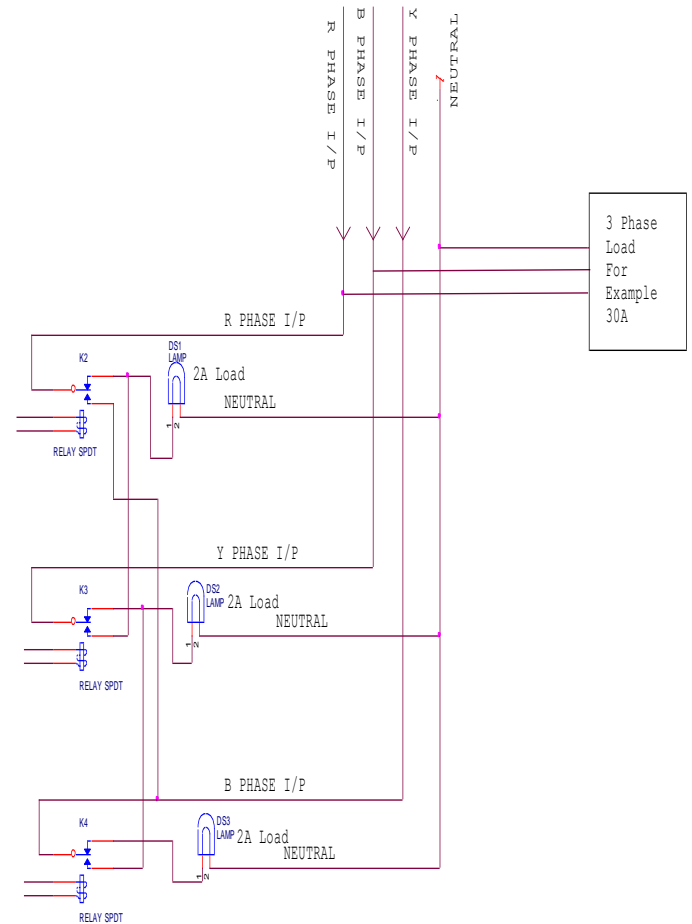 R PHASE I/P
B PHASE I/P
Y PHASE I/P
NEUTRAL
3 Phase
Load
For
Example
30A
R PHASE I/P
K2
DS1
LAMP
2A Load
NEUTRAL
1
2
RELAY SPDT
Y PHASE I/P
K3
DS2
LAMP
2A Load
NEUTRAL
1
2
RELAY SPDT
B PHASE I/P
K4
DS3
LAMP
2A Load
NEUTRAL
1
2
RELAY SPDT